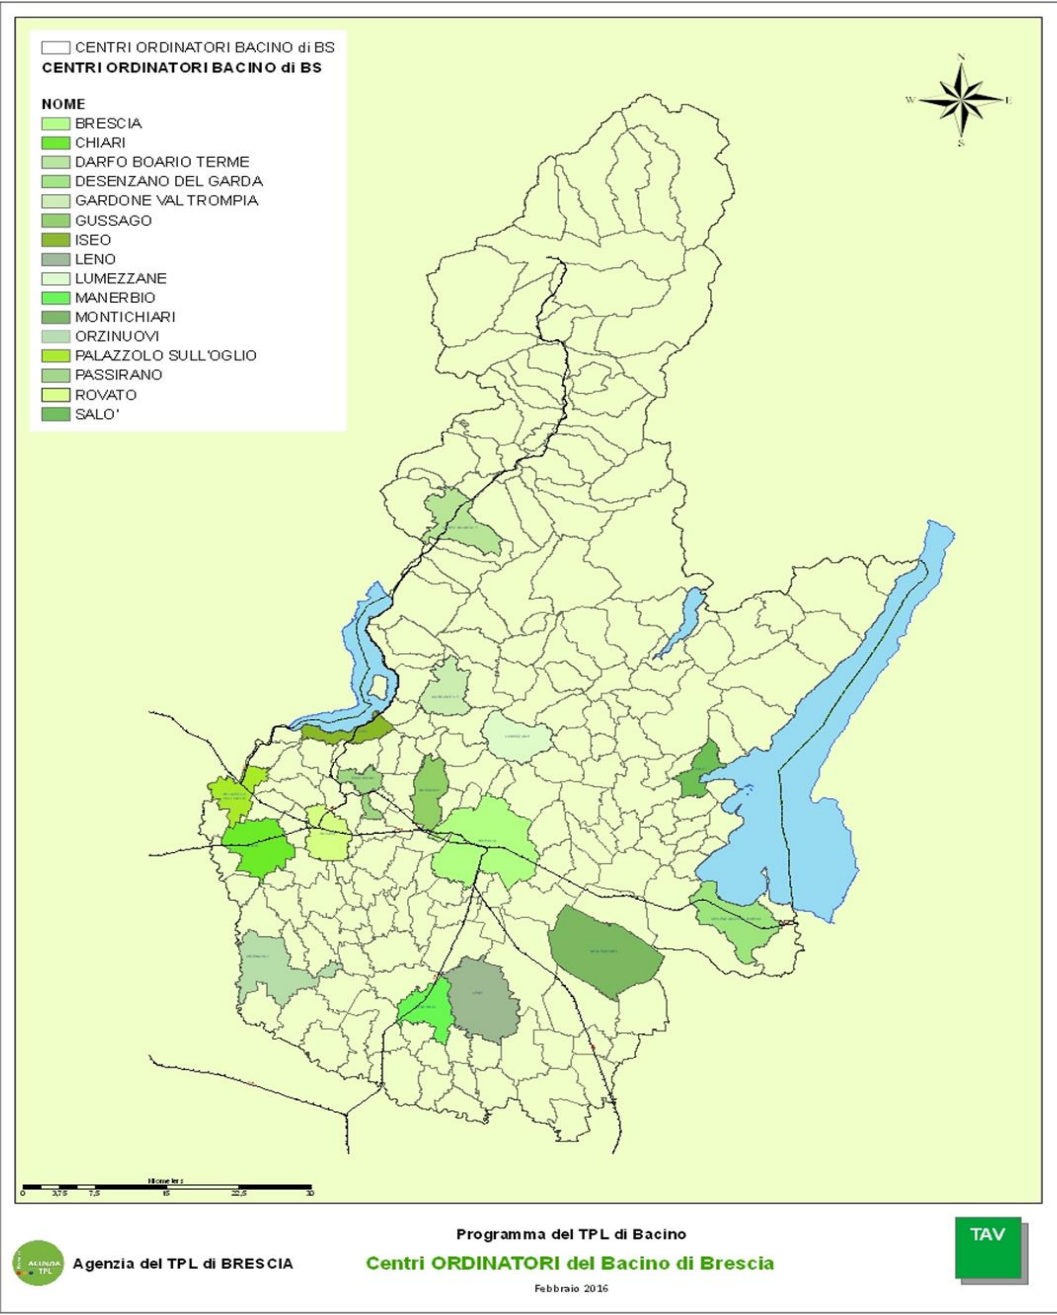 CENTRI ORDINATORI BACINO di BS
CENTRI ORDINATORI BACINO di BS
NOME
BRESCIA
CHIARI
DARFO BOARIO TERME
DESENZANO DEL GARDA
GARDONE VAL TROMPIA
GUSSAGO
ISEO
LENO
LUMEZZANE
MANERBIO
MONTICHIARI
ORZINUOVI
PALAZZOLO SULL'OGLIO
PASSIRANO
ROVATO
SALO'
N
W
E
S
Kilometers
0 3,75 7,5 15 22,5 30
Programma del TPL di Bacino
TAV
AGENZIA
TPL
Agenzia del TPL di BRESCIA
Centri ORDINATORI del Bacino di Brescia
Febbraio 2016